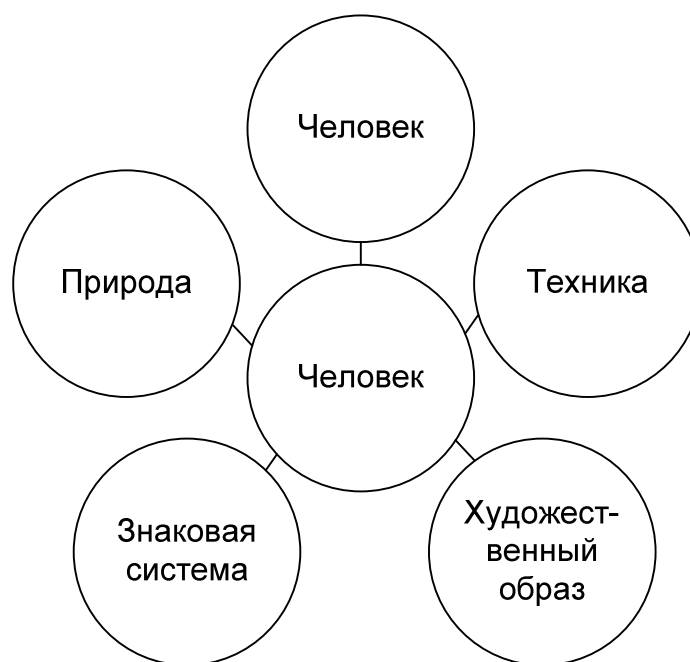 Человек
Природа
Техника
Человек
Знаковая
система
Художест-
венный
образ